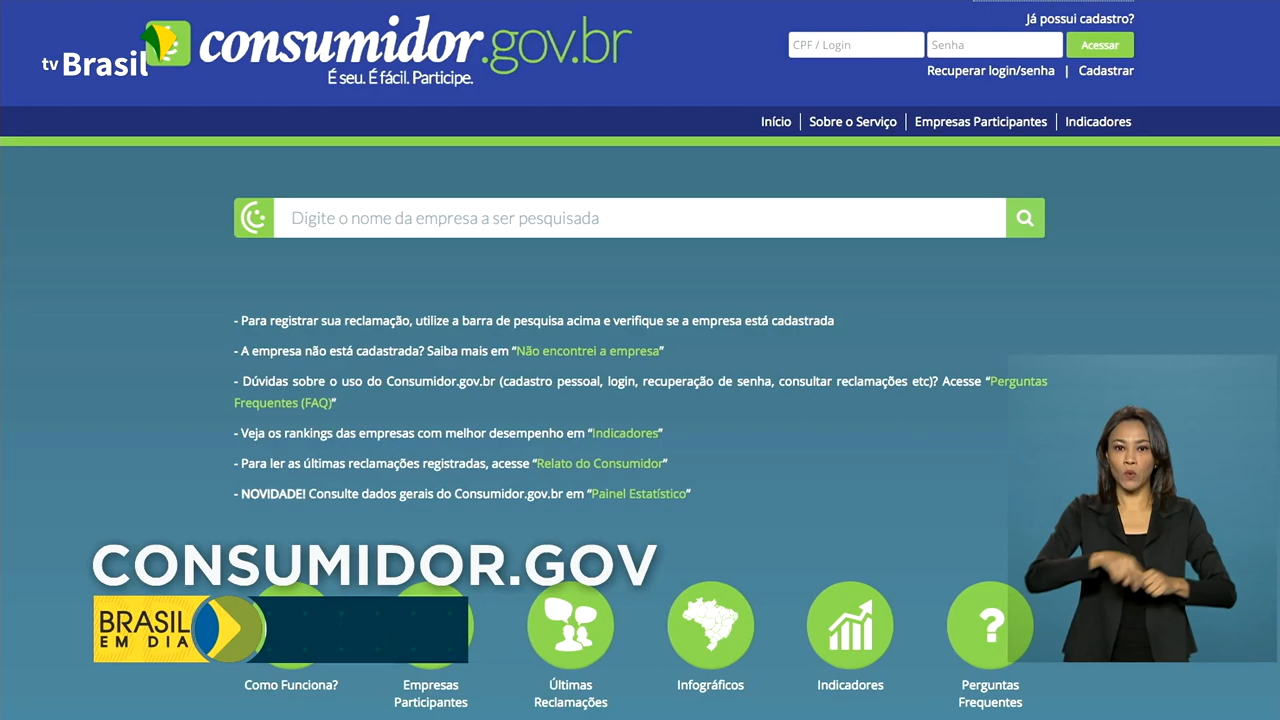 Já possui cadastro?
tv Brasil
consumidor.gov.br
É seu. É fácil. Participe.
CPF / Login
Senha
Acessar
Recuperar login/senha | Cadastrar
Início | Sobre o Serviço | Empresas Participantes | Indicadores
Digite o nome da empresa a ser pesquisada
- Para registrar sua reclamação, utilize a barra de pesquisa acima e verifique se a empresa está cadastrada
- A empresa não está cadastrada? Saiba mais em “Não encontrei a empresa”
- Dúvidas sobre o uso do Consumidor.gov.br (cadastro pessoal, login, recuperação de senha, consultar reclamações etc)? Acesse “Perguntas
Frequentes (FAQ)”
- Veja os rankings das empresas com melhor desempenho em “Indicadores”
- Para ler as últimas reclamações registradas, acesse “Relato do Consumidor”
- NOVIDADE! Consulte dados gerais do Consumidor.gov.br em “Painel Estatístico”
CONSUMIDOR.GOV
BRASIL
EM DIA
?
Como Funciona?
Empresas
Participantes
Últimas
Reclamações
Infográficos
Indicadores
Perguntas
Frequentes